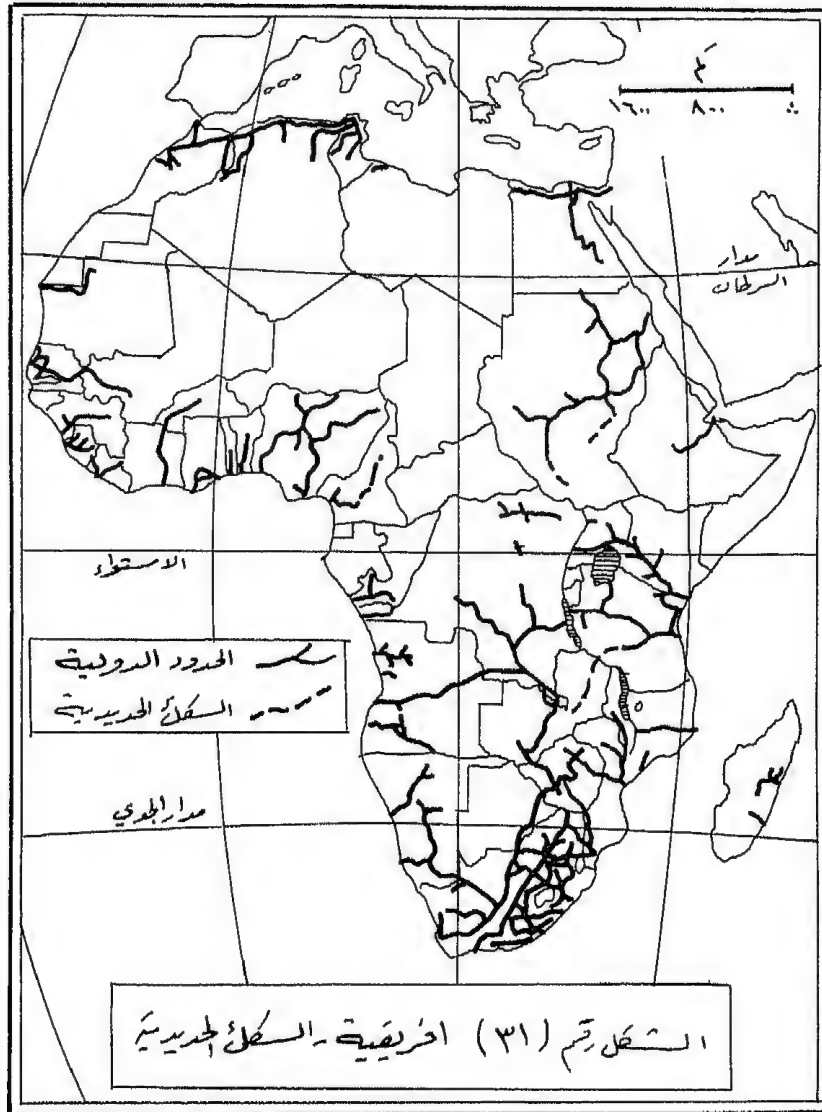 كم
١٦٠٠ ٨٠٠ ٠
مدار
السرطان
الاستواء
الحدود الدولية
السكك الحديدية
مدار الجدي
الشكل رقم (٣١) افريقية - السكك الحديدية